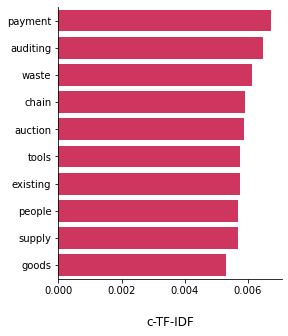 payment
auditing
waste
chain
auction
tools
existing
people
supply
goods
0.000 0.002 0.004 0.006
c-TF-IDF